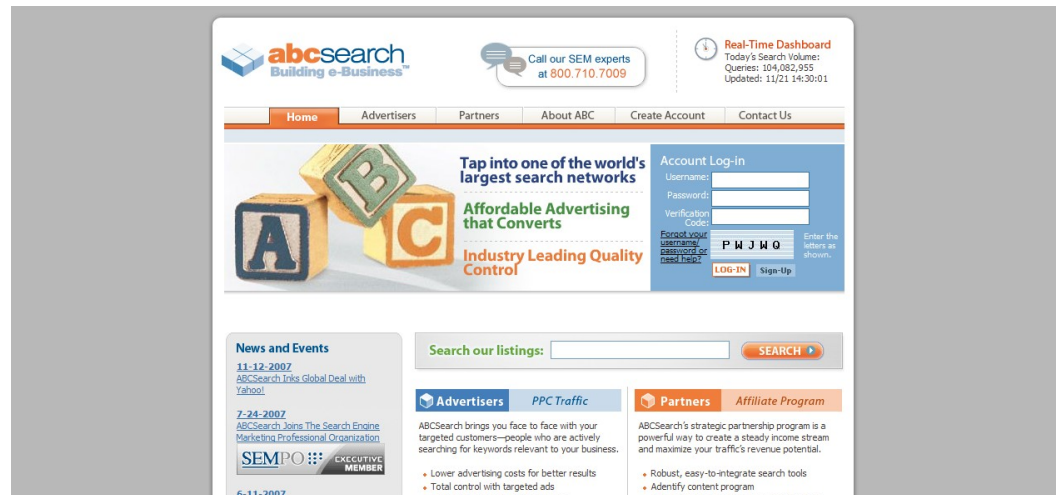 abcsearch
Building e-Business™
Call our SEM experts
at 800.710.7009
Real-Time Dashboard
Today's Search Volume:
Queries: 104,082,955
Updated: 11/21 14:30:01
Home
Advertisers
Partners
About ABC
Create Account
Contact Us
A
B
C
Tap into one of the world's
largest search networks
Affordable Advertising
that Converts
Industry Leading Quality
Control
Account Log-in
Username:
Password:
Verification
Code:
Forgot your
username/
password or
need help?
P W J W Q
Enter the
letters as
shown.
LOG-IN
Sign-Up
News and Events
11-12-2007
ABCSearch Inks Global Deal with
Yahoo!
7-24-2007
ABCSearch Joins The Search Engine
Marketing Professional Organization
SEMPO EXECUTIVE
MEMBER
6-11-2007
Search our listings:
SEARCH
Advertisers
PPC Traffic
ABCSearch brings you face to face with your
targeted customers—people who are actively
searching for keywords relevant to your business.
Lower advertising costs for better results
Total control with targeted ads
Partners
Affiliate Program
ABCSearch's strategic partnership program is a
powerful way to create a steady income stream
and maximize your traffic's revenue potential.
Robust, easy-to-integrate search tools
Adentify content program